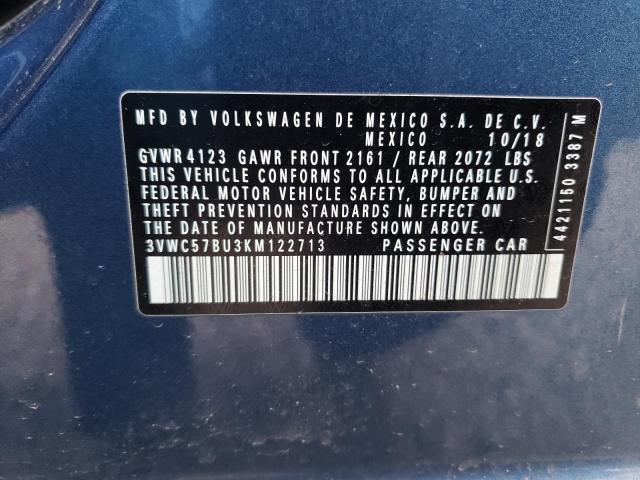 MFD BY VOLKSWAGEN DE MEXICO S.A. DE C.V.
MEXICO 10/18
GVWR 4123 GAWR FRONT 2161 / REAR 2072 LBS
THIS VEHICLE CONFORMS TO ALL APPLICABLE U.S.
FEDERAL MOTOR VEHICLE SAFETY, BUMPER AND
THEFT PREVENTION STANDARDS IN EFFECT ON
THE DATE OF MANUFACTURE SHOWN ABOVE.
3VWC57BU3KM122713 PASSENGER CAR
4421160 3387 M